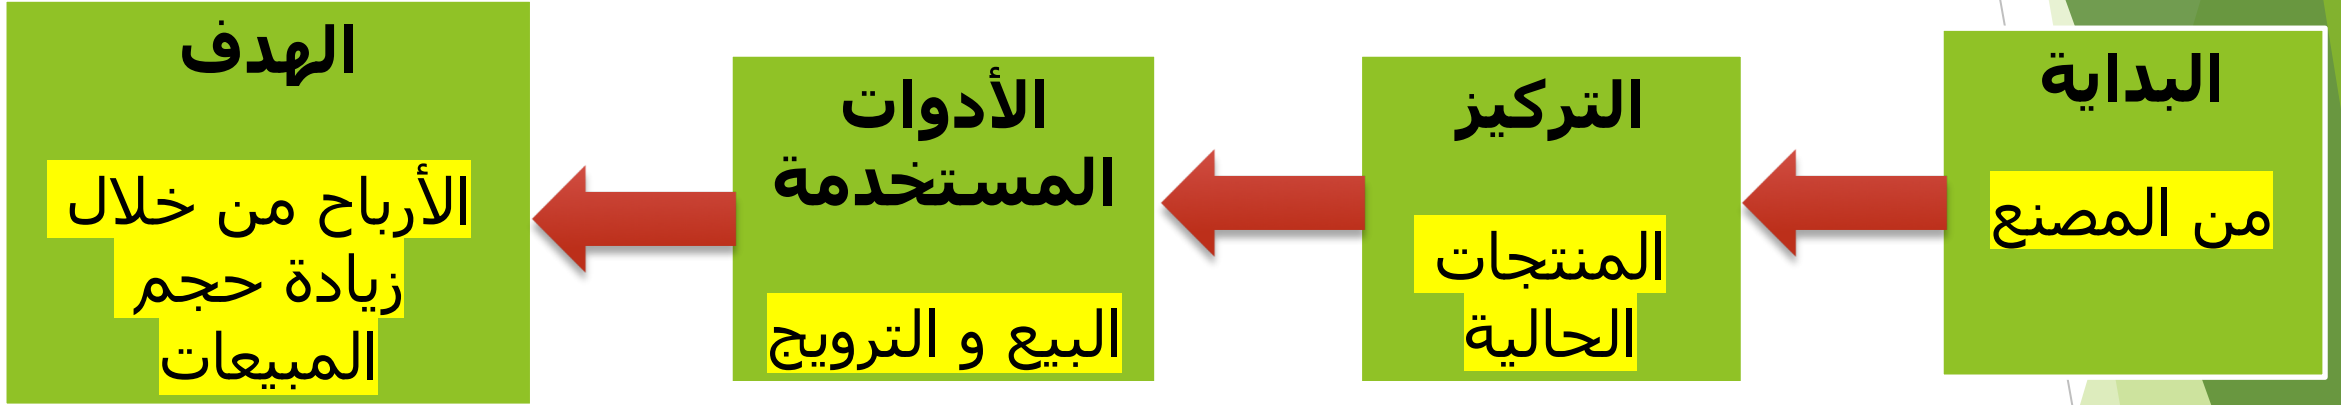 البداية
من المصنع
التركيز
المنتجات
الحالية
الأدوات
المستخدمة
البيع و الترويج
الهدف
الأرباح من خلال
زيادة حجم
المبيعات